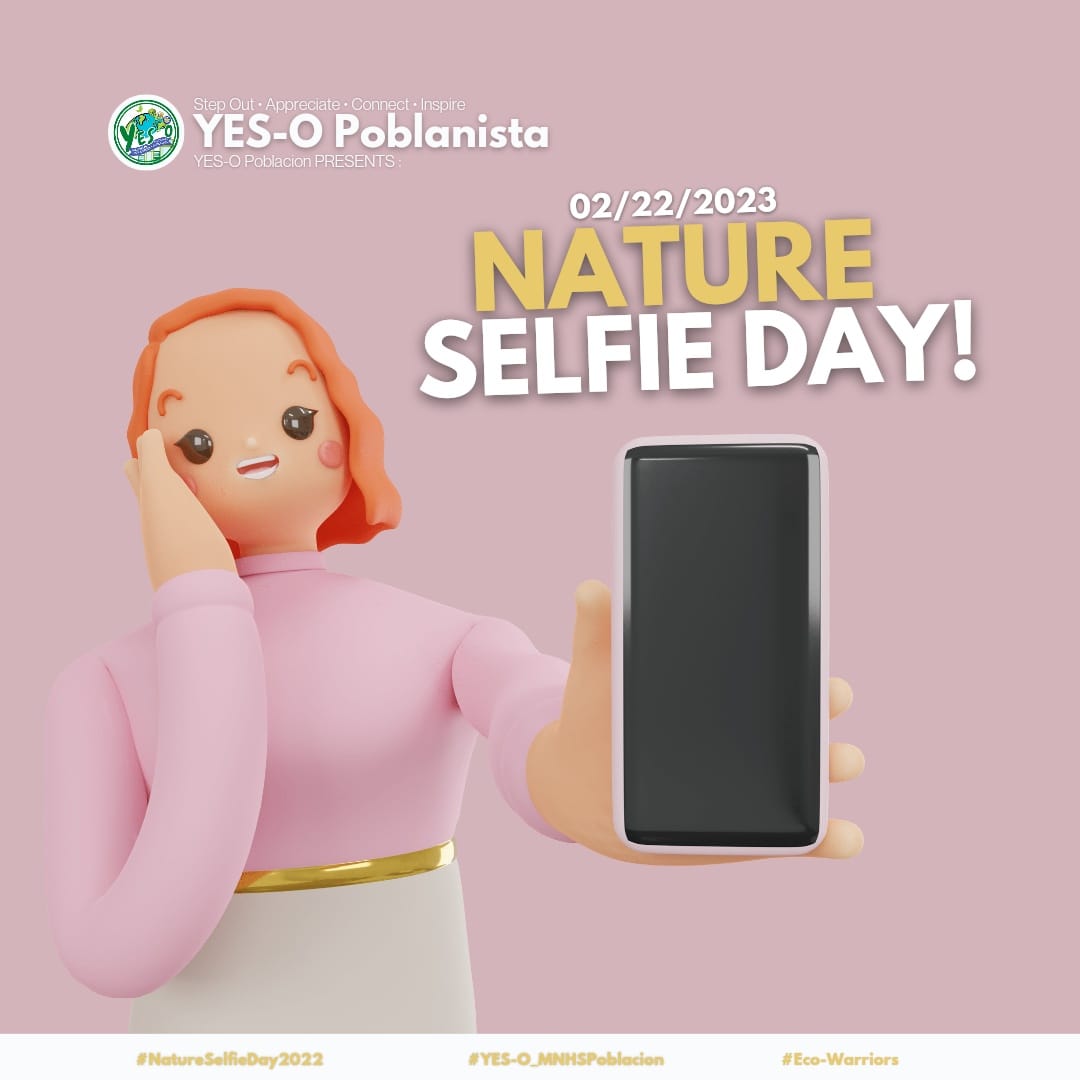 Step Out • Appreciate • Connect • Inspire
YES-O
YES-O Poblanista
YES-O Poblacion PRESENTS :
02/22/2023
NATURE
SELFIE DAY!
#NatureSelfieDay2022 #YES-O_MNHSPoblacion #Eco-Warriors